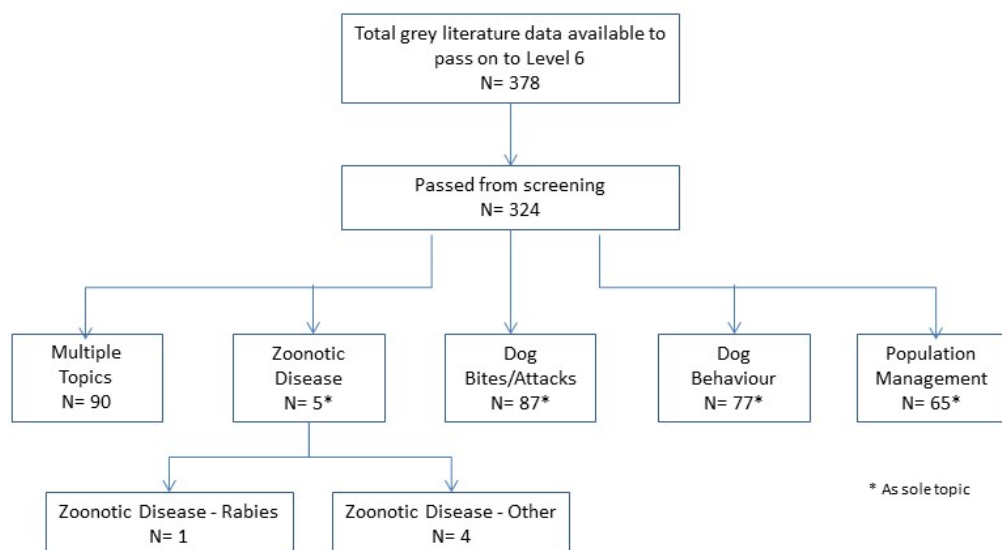 Total grey literature data available to
pass on to Level 6
N= 378
Passed from screening
N= 324
Multiple
Topics
N= 90
Zoonotic
Disease
N= 5*
Dog
Bites/Attacks
N= 87*
Dog
Behaviour
N= 77*
Population
Management
N= 65*
Zoonotic Disease - Rabies
N= 1
Zoonotic Disease - Other
N= 4
* As sole topic